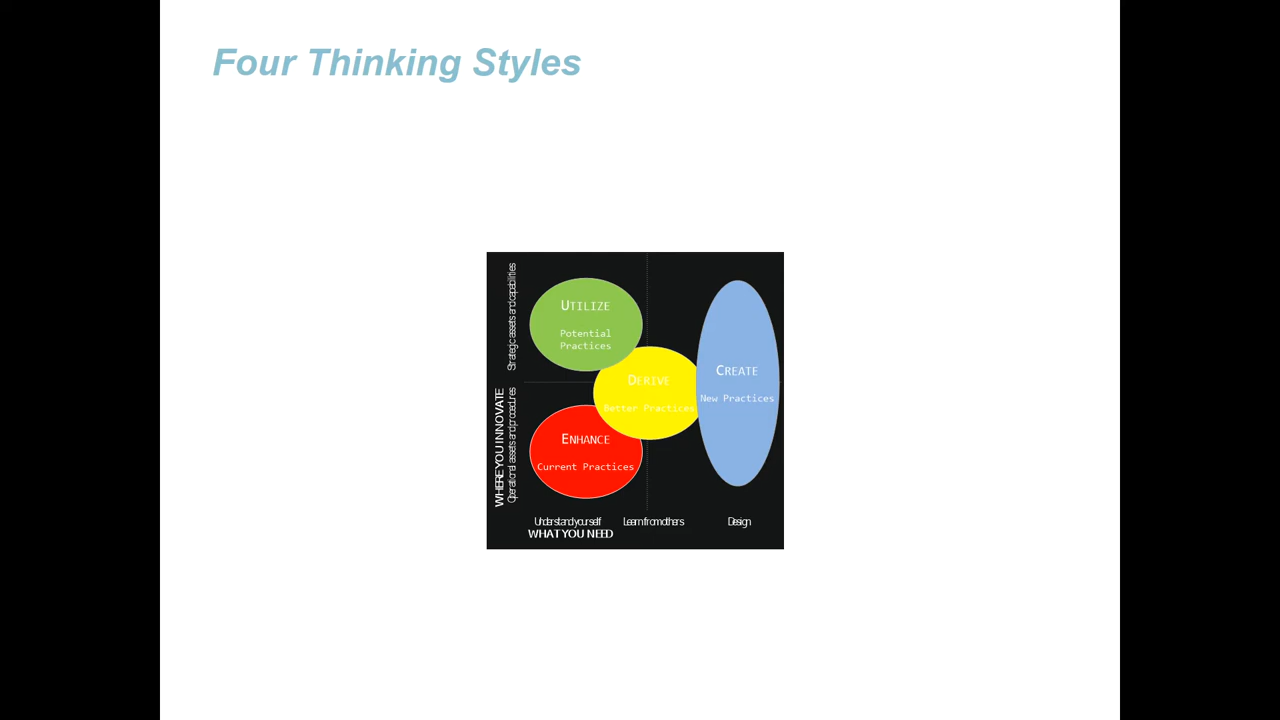 Four Thinking Styles
Strategic assets and capabilities
UTILIZE
Potential
Practices
DERIVE
Better Practices
CREATE
New Practices
WHERE YOU INNOVATE
Operational assets and procedures
ENHANCE
Current Practices
Understand yourself
Learn from others
Design
WHAT YOU NEED